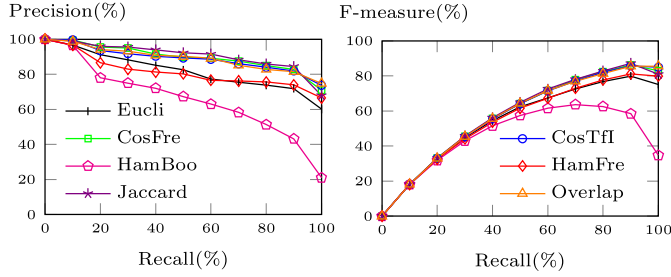 Precision(%)
100
80
60
40
20
0
Eucli
CosFre
HamBoo
Jaccard
0 20 40 60 80 100
Recall(%)
F-measure(%)
100
80
60
40
20
0
CosTfI
HamFre
Overlap
0 20 40 60 80 100
Recall(%)